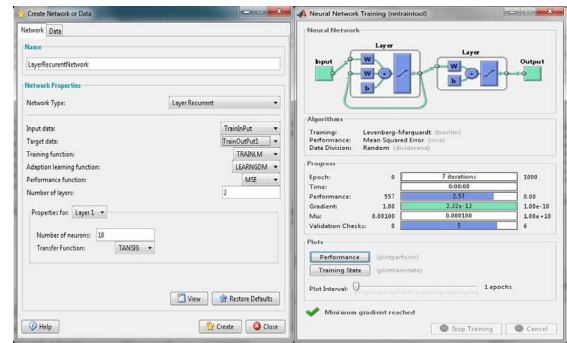 Create Network or Data
Network Data
Name
LayerRecurentNetwork
Network Properties
Network Type: Layer Recurrent
Input data: TrainInPut
Target data: TrainOutPut1
Training function: TRAINLM
Adaption learning function: LEARNGDM
Performance function: MSE
Number of layers: 2
Properties for: Layer 1
Number of neurons: 10
Transfer Function: TANSIG
View Restore Defaults
Help Create Close
Neural Network Training (nntraintool)
Neural Network
Input Layer Layer Output
W W b W b
Algorithms
Training: Levenberg-Marquardt (trainlm)
Performance: Mean Squared Error (mse)
Data Division: Random (dividerand)
Progress
Epoch: 0 7 iterations 1000
Time: 0:00:00
Performance: 557 2.57 0.00
Gradient: 1.00 2.32e-13 1.00e-10
Mu: 0.00100 0.000100 1.00e+10
Validation Checks: 0 5 6
Plots
Performance (plotperform)
Training State (plottrainstate)
Plot Interval: 1 epochs
Minimum gradient reached
Stop Training Cancel